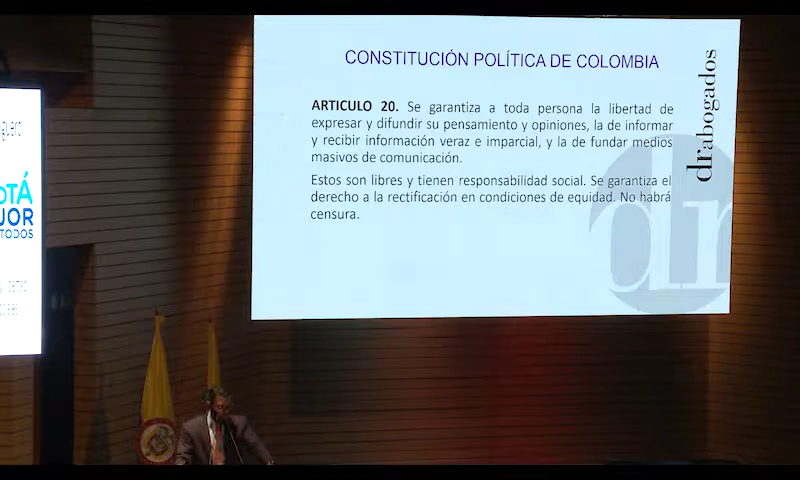 CONSTITUCIÓN POLÍTICA DE COLOMBIA
ARTICULO 20. Se garantiza a toda persona la libertad de
expresar y difundir su pensamiento y opiniones, la de informar
y recibir información veraz e imparcial, y la de fundar medios
masivos de comunicación.
Estos son libres y tienen responsabilidad social. Se garantiza el
derecho a la rectificación en condiciones de equidad. No habrá
censura.
drabogados
dr
OTÁ
JOR
TODOS